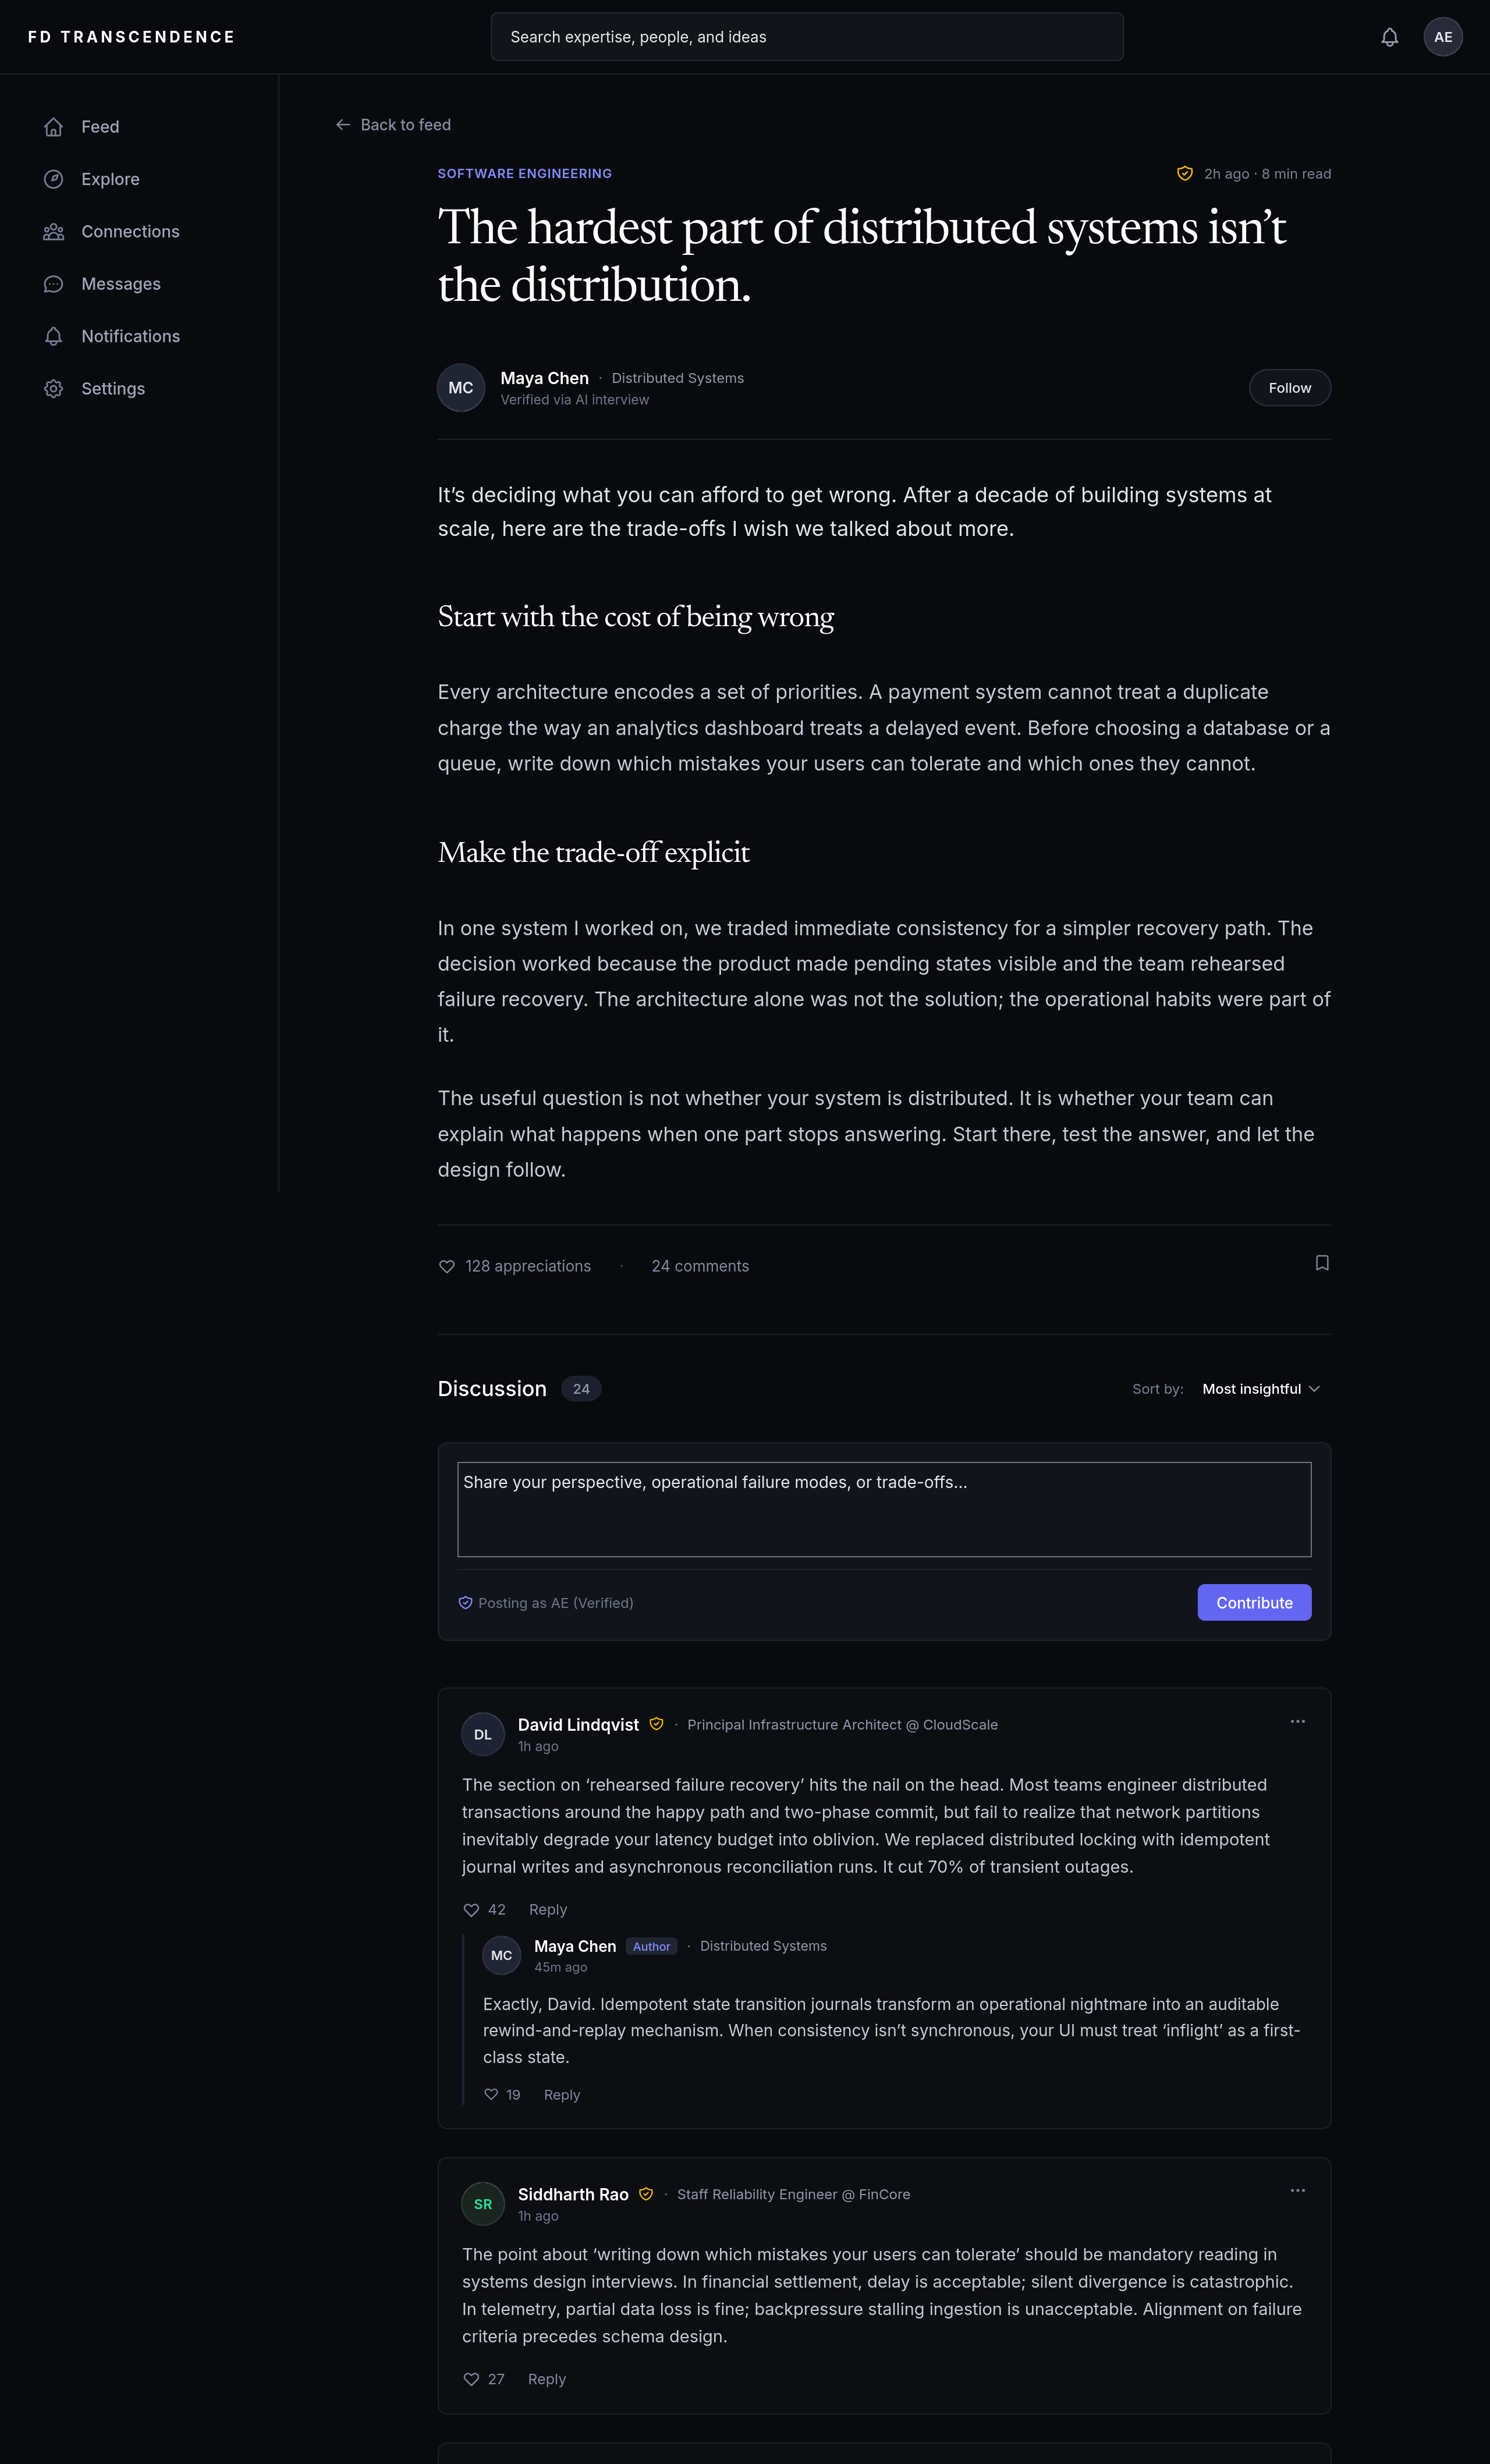 FD TRANSCENDENCE
Search expertise, people, and ideas
AE
Feed
Explore
Connections
Messages
Notifications
Settings
Back to feed
SOFTWARE ENGINEERING
2h ago · 8 min read
The hardest part of distributed systems isn’t
the distribution.
MC
Maya Chen · Distributed Systems
Verified via AI interview
Follow
It’s deciding what you can afford to get wrong. After a decade of building systems at
scale, here are the trade-offs I wish we talked about more.
Start with the cost of being wrong
Every architecture encodes a set of priorities. A payment system cannot treat a duplicate
charge the way an analytics dashboard treats a delayed event. Before choosing a database or a
queue, write down which mistakes your users can tolerate and which ones they cannot.
Make the trade-off explicit
In one system I worked on, we traded immediate consistency for a simpler recovery path. The
decision worked because the product made pending states visible and the team rehearsed
failure recovery. The architecture alone was not the solution; the operational habits were part of
it.
The useful question is not whether your system is distributed. It is whether your team can
explain what happens when one part stops answering. Start there, test the answer, and let the
design follow.
128 appreciations · 24 comments
Discussion 24
Sort by: Most insightful
Share your perspective, operational failure modes, or trade-offs...
Posting as AE (Verified)
Contribute
DL
David Lindqvist · Principal Infrastructure Architect @ CloudScale
1h ago
The section on ‘rehearsed failure recovery’ hits the nail on the head. Most teams engineer distributed
transactions around the happy path and two-phase commit, but fail to realize that network partitions
inevitably degrade your latency budget into oblivion. We replaced distributed locking with idempotent
journal writes and asynchronous reconciliation runs. It cut 70% of transient outages.
42 Reply
MC
Maya Chen Author · Distributed Systems
45m ago
Exactly, David. Idempotent state transition journals transform an operational nightmare into an auditable
rewind-and-replay mechanism. When consistency isn’t synchronous, your UI must treat ‘inflight’ as a first-
class state.
19 Reply
SR
Siddharth Rao · Staff Reliability Engineer @ FinCore
1h ago
The point about ‘writing down which mistakes your users can tolerate’ should be mandatory reading in
systems design interviews. In financial settlement, delay is acceptable; silent divergence is catastrophic.
In telemetry, partial data loss is fine; backpressure stalling ingestion is unacceptable. Alignment on failure
criteria precedes schema design.
27 Reply